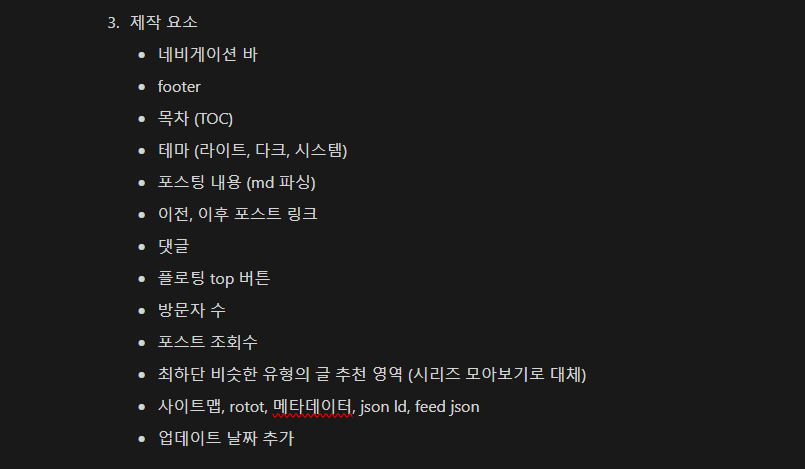 3. 제작 요소
• 네비게이션 바
• footer
• 목차 (TOC)
• 테마 (라이트, 다크, 시스템)
• 포스팅 내용 (md 파싱)
• 이전, 이후 포스트 링크
• 댓글
• 플로팅 top 버튼
• 방문자 수
• 포스트 조회수
• 최하단 비슷한 유형의 글 추천 영역 (시리즈 모아보기로 대체)
• 사이트맵, rotot, 메타데이터, json ld, feed json
• 업데이트 날짜 추가